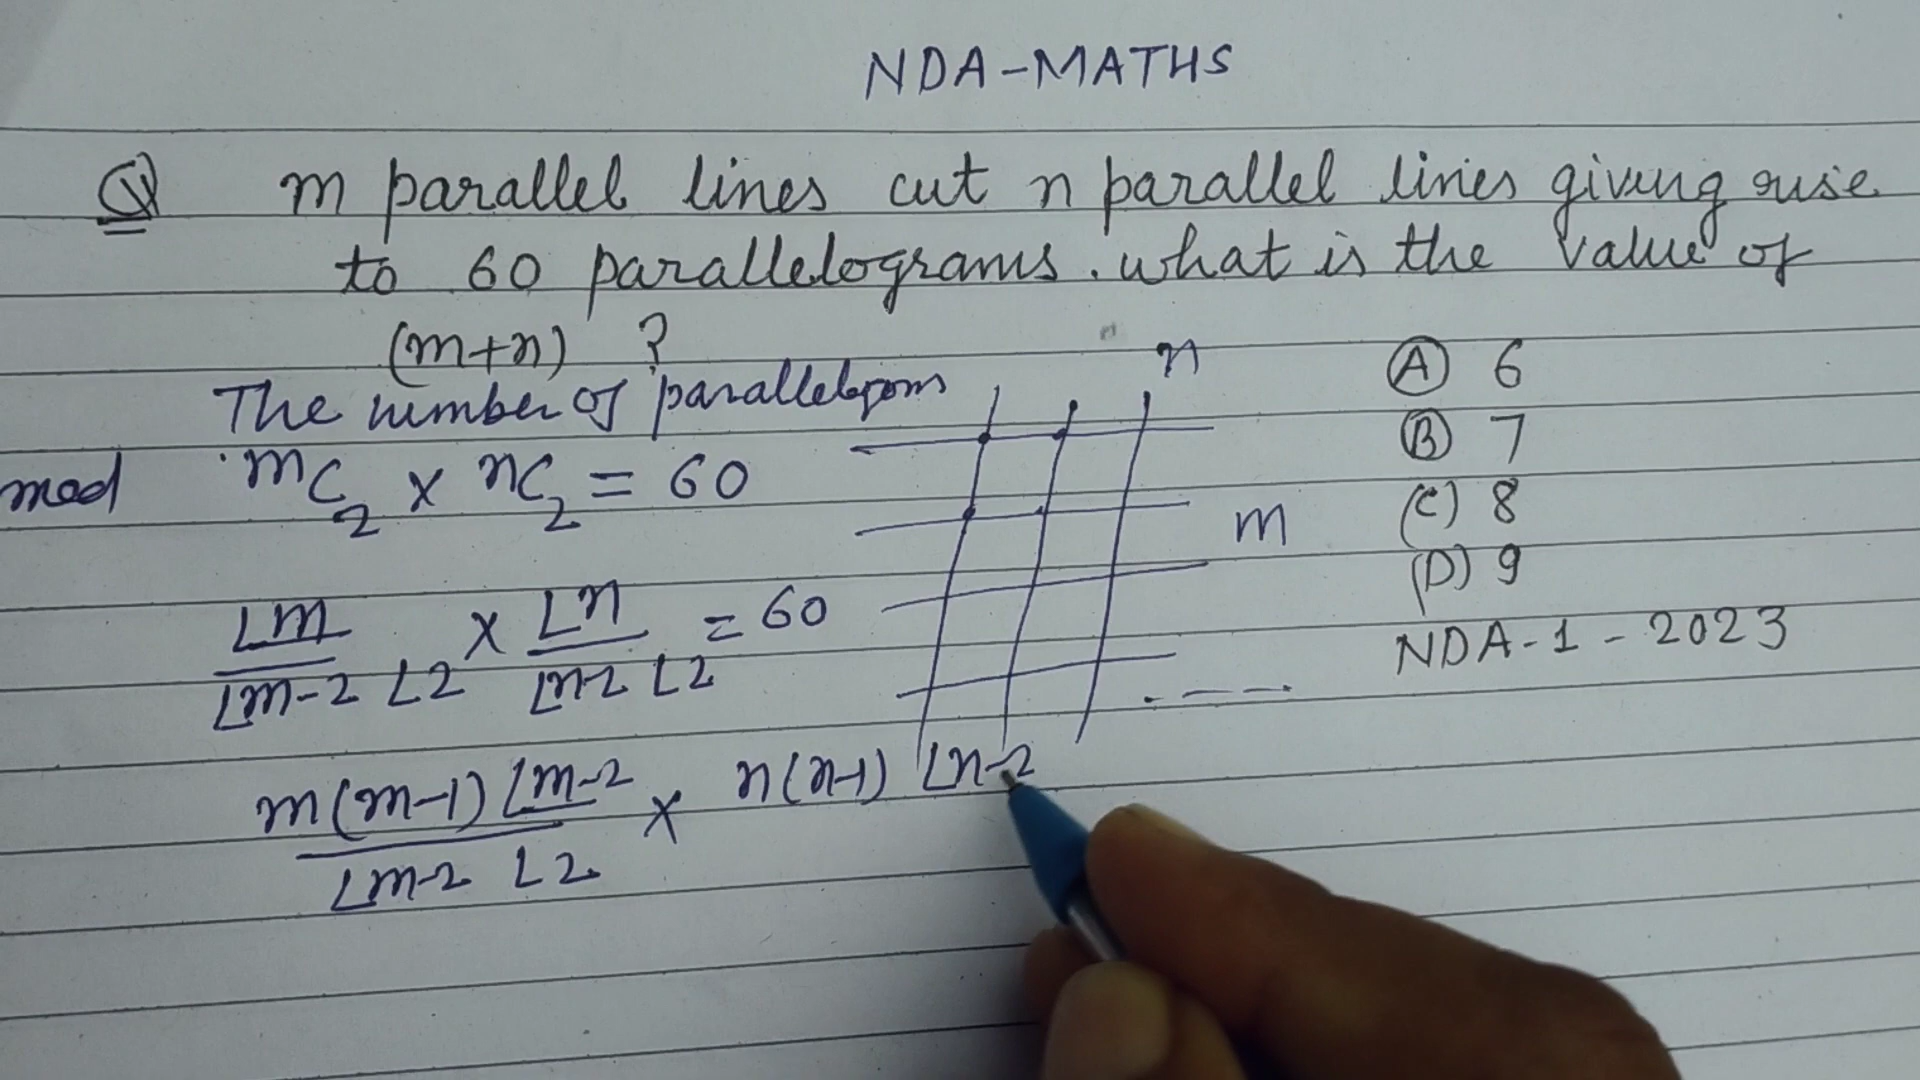 NDA-MATHS
Q m parallel lines cut n parallel lines giving rise
to 60 parallelograms. what is the value of
(m+n) ?
The number of parallelograms
mC2 × nC2 = 60
∟m / ∟m-2 ∟2 × ∟n / ∟n-2 ∟2 = 60
m(m-1) ∟m-2 / ∟m-2 ∟2 × n(n-1) ∟n-2
n
m
(A) 6
(B) 7
(C) 8
(D) 9
NDA-1-2023